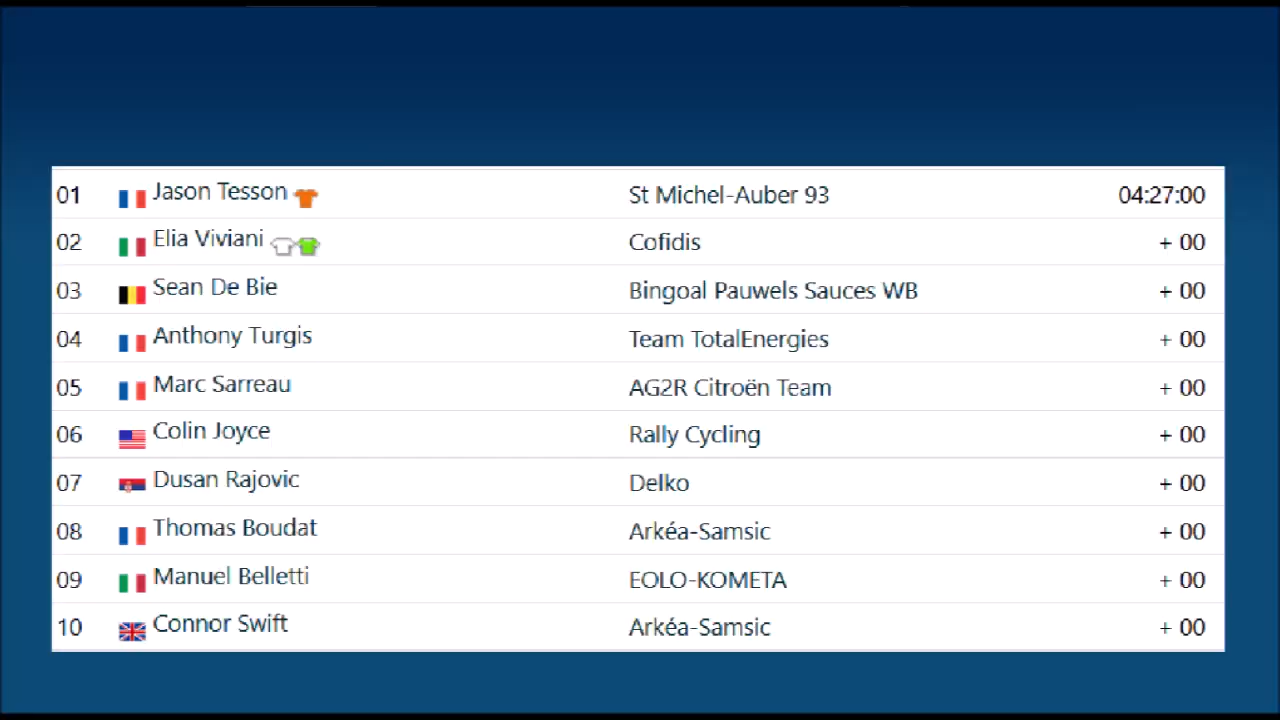 01 Jason Tesson St Michel-Auber 93 04:27:00
02 Elia Viviani Cofidis + 00
03 Sean De Bie Bingoal Pauwels Sauces WB + 00
04 Anthony Turgis Team TotalEnergies + 00
05 Marc Sarreau AG2R Citroën Team + 00
06 Colin Joyce Rally Cycling + 00
07 Dusan Rajovic Delko + 00
08 Thomas Boudat Arkéa-Samsic + 00
09 Manuel Belletti EOLO-KOMETA + 00
10 Connor Swift Arkéa-Samsic + 00